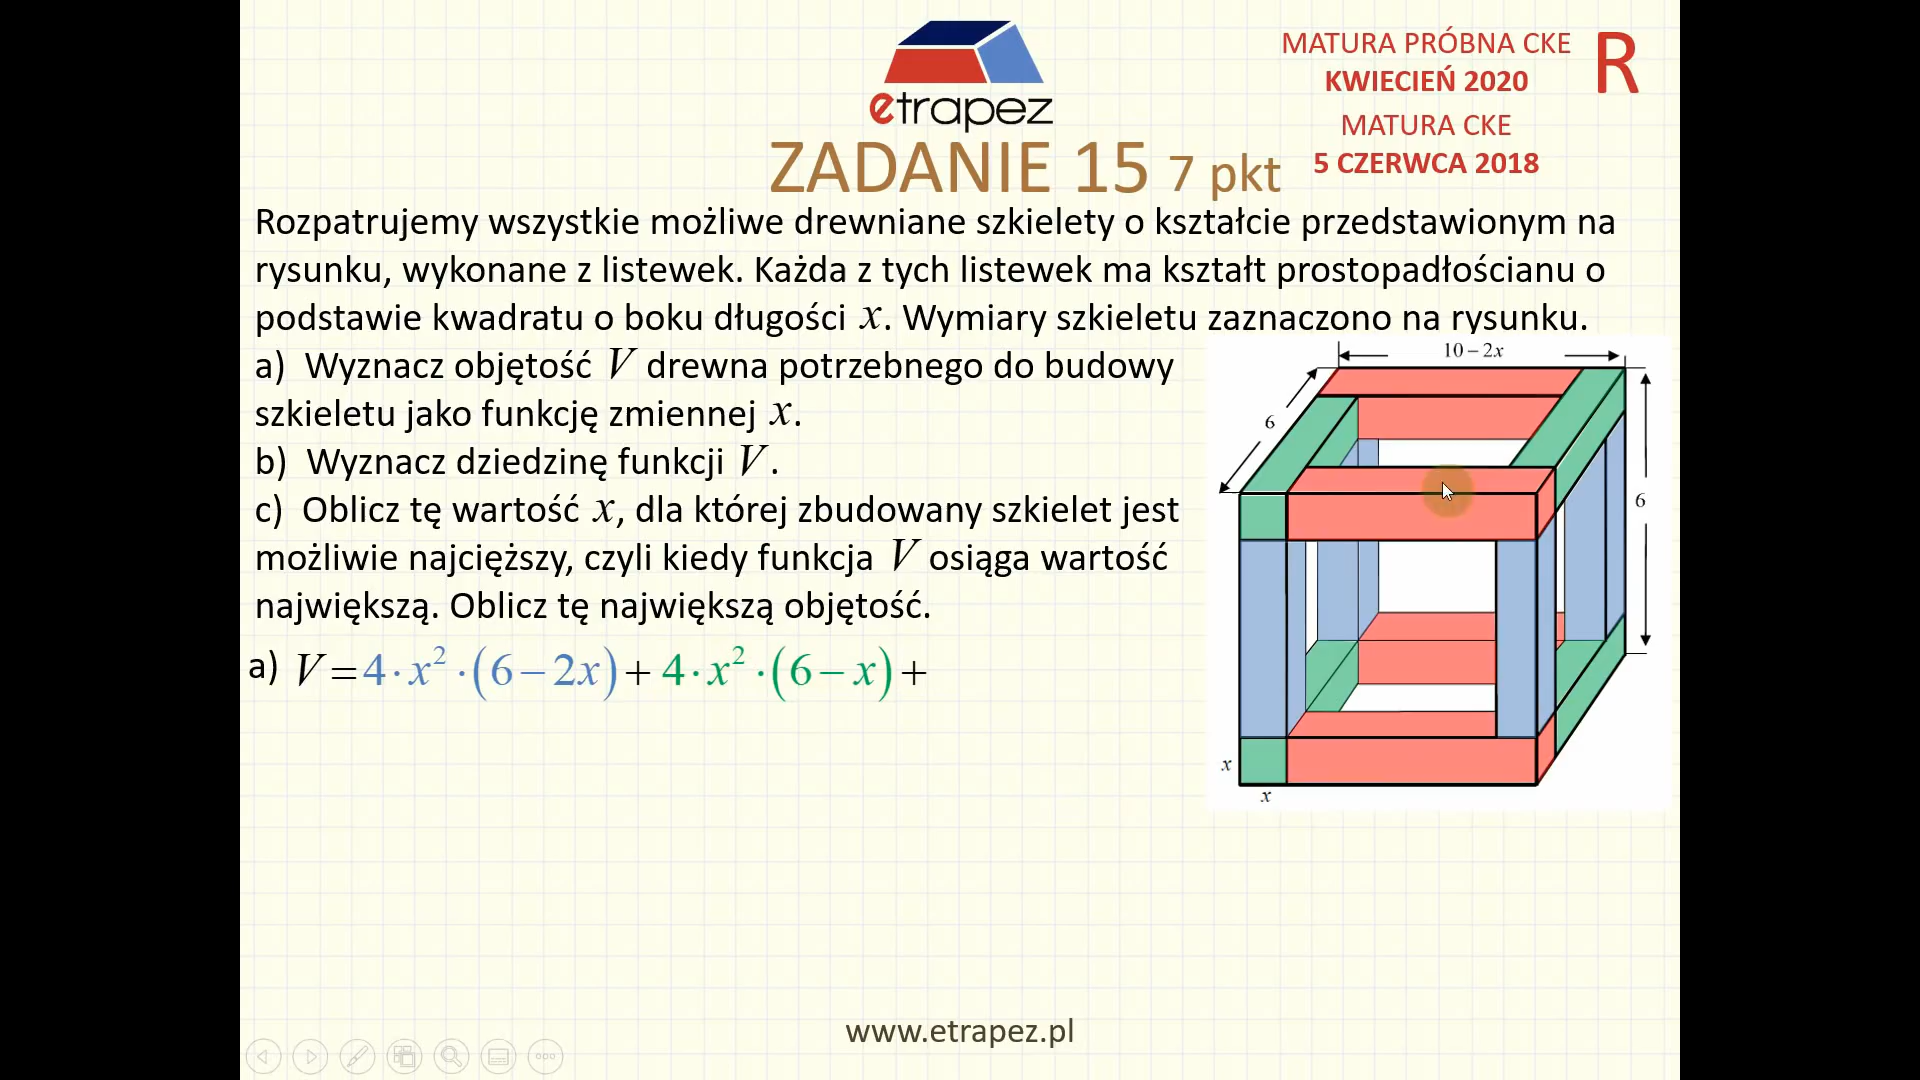 etrapez
MATURA PRÓBNA CKE
KWIECIEŃ 2020
R
MATURA CKE
5 CZERWCA 2018
ZADANIE 15 7 pkt
Rozpatrujemy wszystkie możliwe drewniane szkielety o kształcie przedstawionym na
rysunku, wykonane z listewek. Każda z tych listewek ma kształt prostopadłościanu o
podstawie kwadratu o boku długości x. Wymiary szkieletu zaznaczono na rysunku.
a) Wyznacz objętość V drewna potrzebnego do budowy
szkieletu jako funkcję zmiennej x.
b) Wyznacz dziedzinę funkcji V.
c) Oblicz tę wartość x, dla której zbudowany szkielet jest
możliwie najcięższy, czyli kiedy funkcja V osiąga wartość
największą. Oblicz tę największą objętość.
a) V = 4 · x² · (6 − 2x) + 4 · x² · (6 − x) +
10 − 2x
6
6
x
x
www.etrapez.pl